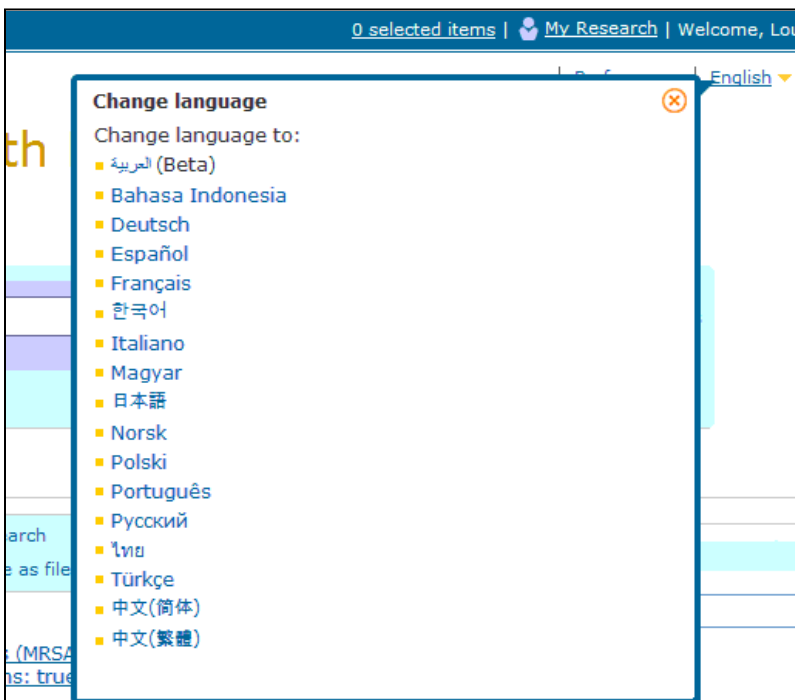 0 selected items | My Research | Welcome, Lou
English
th
Change language
Change language to:
العربية (Beta)
Bahasa Indonesia
Deutsch
Español
Français
한국어
Italiano
Magyar
日本語
Norsk
Polski
Português
Русский
ไทย
Türkçe
中文(简体)
中文(繁體)
arch
e as file
s (MRSA
ns: true